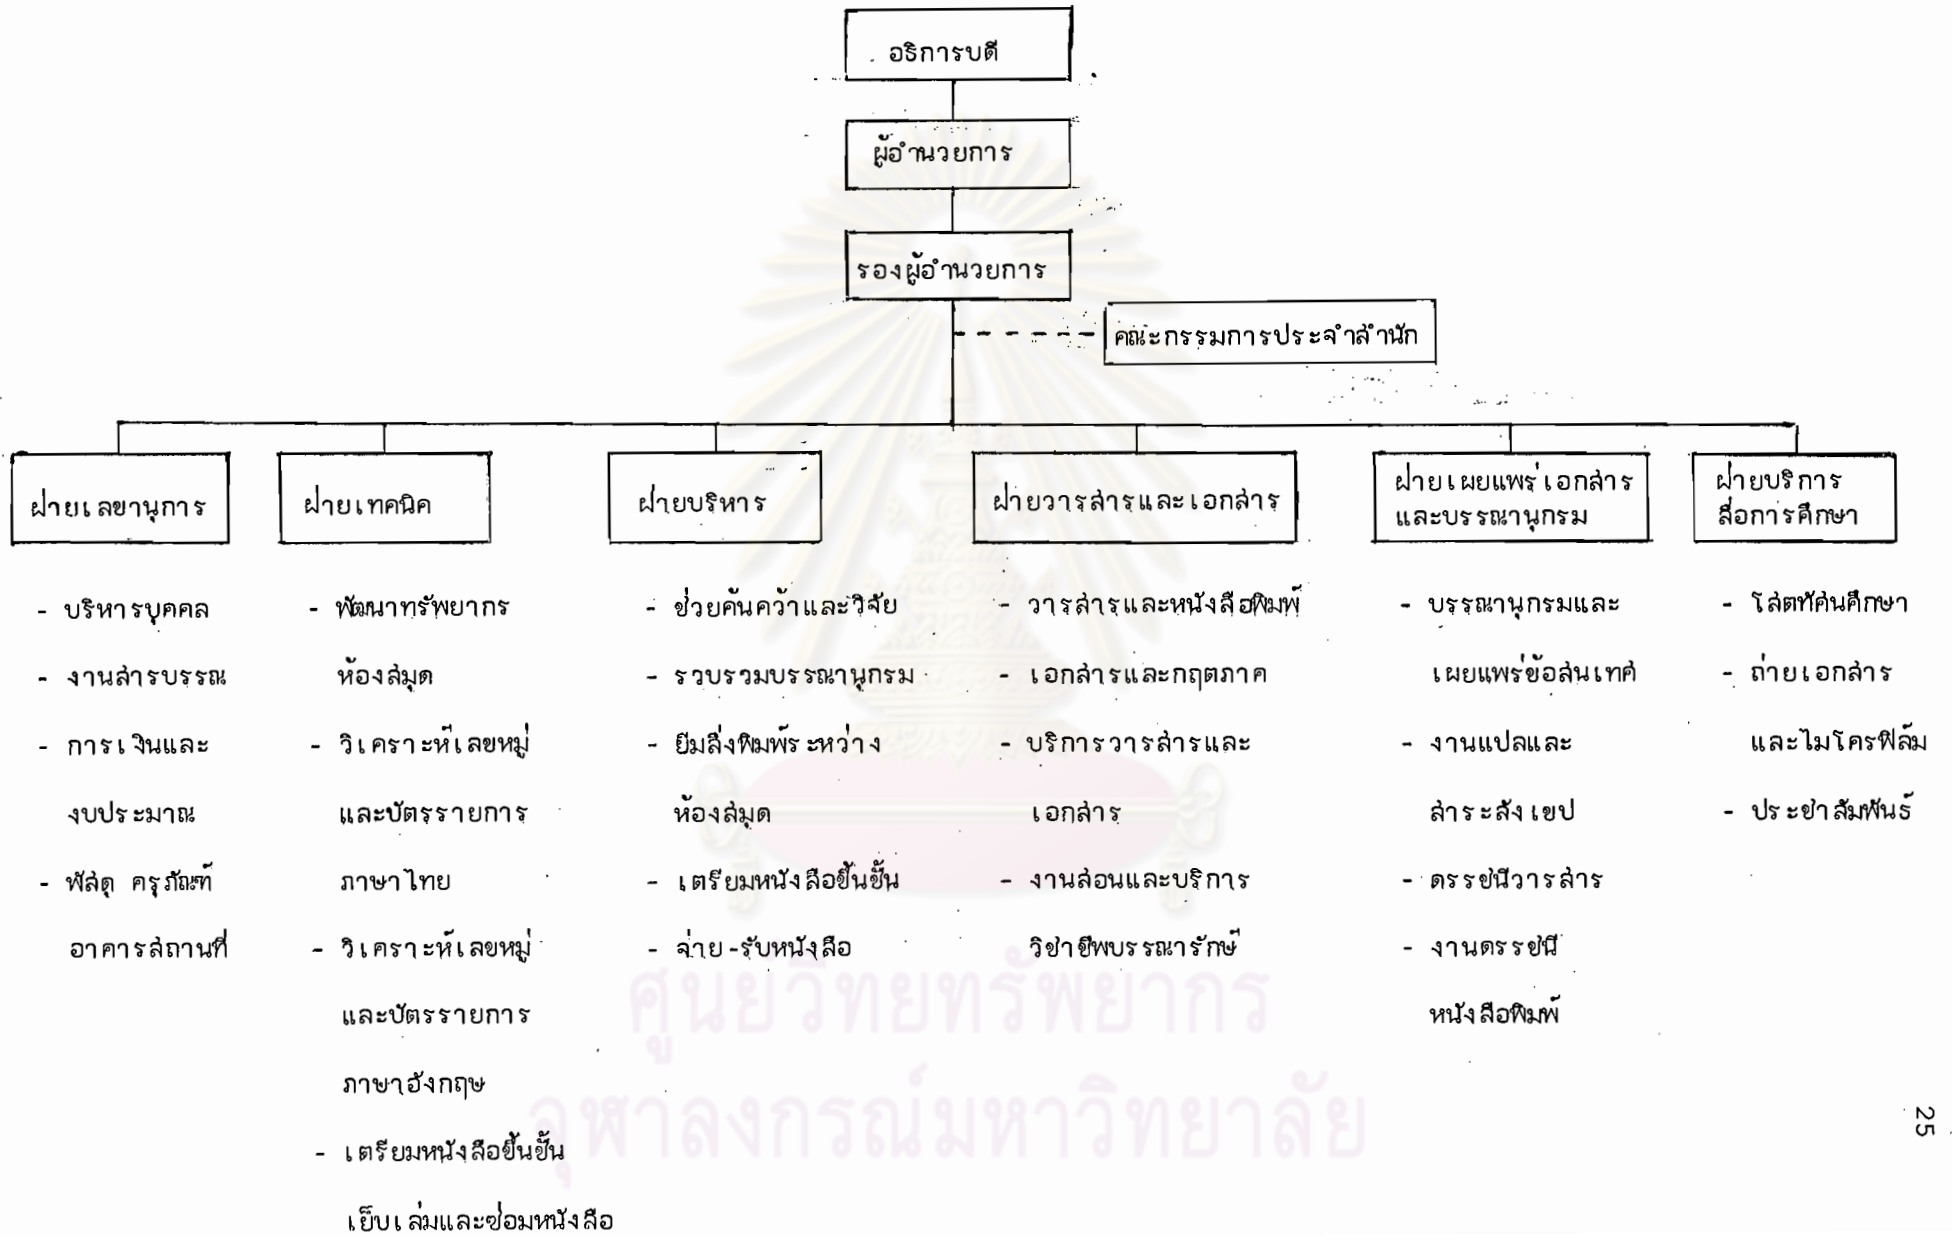 อธิการบดี
ผู้อำนวยการ
รองผู้อำนวยการ
คณะกรรมการประจำสำนัก
ฝ่ายเลขานุการ
- บริหารบุคคล
- งานสารบรรณ
- การเงินและ
งบประมาณ
- พัสดุ ครุภัณฑ์
อาคารสถานที่
ฝ่ายเทคนิค
- พัฒนาทรัพยากร
ห้องสมุด
- วิเคราะห์เลขหมู่
และบัตรรายการ
ภาษาไทย
- วิเคราะห์เลขหมู่
และบัตรรายการ
ภาษาอังกฤษ
- เตรียมหนังสือขึ้นชั้น
เย็บเล่มและซ่อมหนังสือ
ฝ่ายบริหาร
- ช่วยค้นคว้าและวิจัย
- รวบรวมบรรณานุกรม
- ยืมสิ่งพิมพ์ระหว่าง
ห้องสมุด
- เตรียมหนังสือขึ้นชั้น
- จ่าย-รับหนังสือ
ฝ่ายวารสารและเอกสาร
- วารสารและหนังสือพิมพ์
- เอกสารและกฤตภาค
- บริการวารสารและ
เอกสาร
- งานสอนและบริการ
วิชาชีพบรรณารักษ์
ฝ่ายเผยแพร่เอกสาร
และบรรณานุกรม
- บรรณานุกรมและ
เผยแพร่ข้อสนเทศ
- งานแปลและ
สาระสังเขป
- ดรรชนีวารสาร
- งานดรรชนี
หนังสือพิมพ์
ฝ่ายบริการ
สื่อการศึกษา
- โสตทัศนศึกษา
- ถ่ายเอกสาร
และไมโครฟิล์ม
- ประชาสัมพันธ์
ศูนย์วิทยทรัพยากร
จุฬาลงกรณ์มหาวิทยาลัย
25